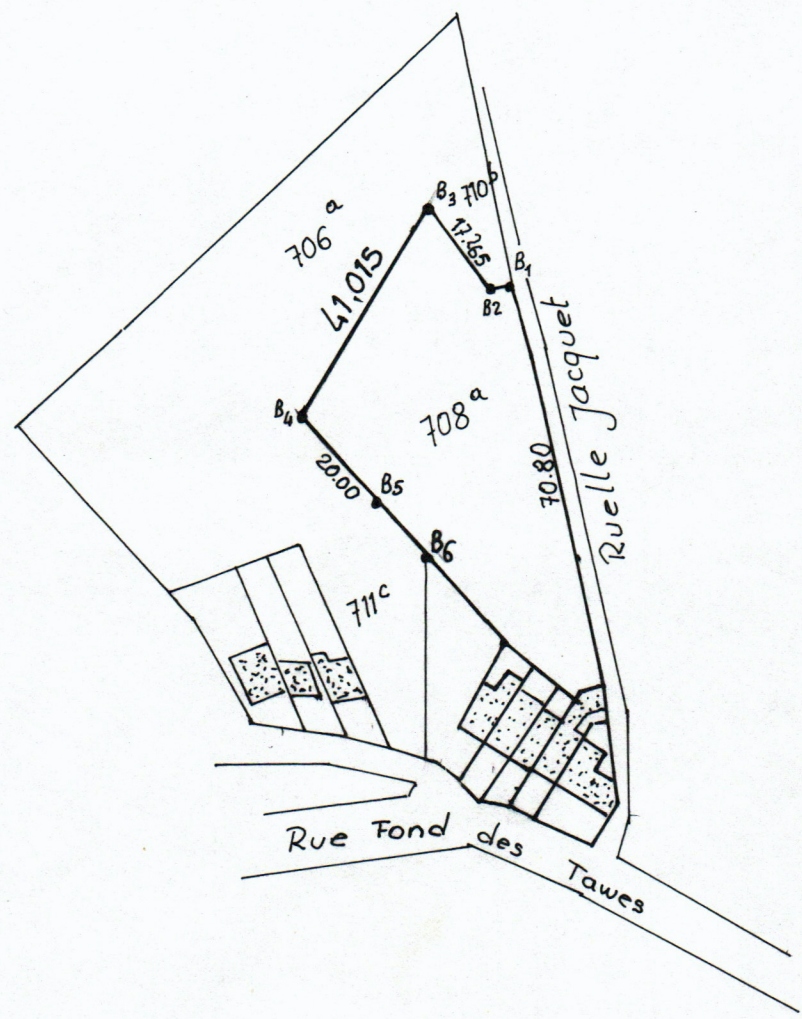 B3 710b
706a
17.265
41,015
B1
B2
Ruelle Jacquet
B4
708a
20.00
B5
70.80
B6
711c
Rue Fond des Tawes